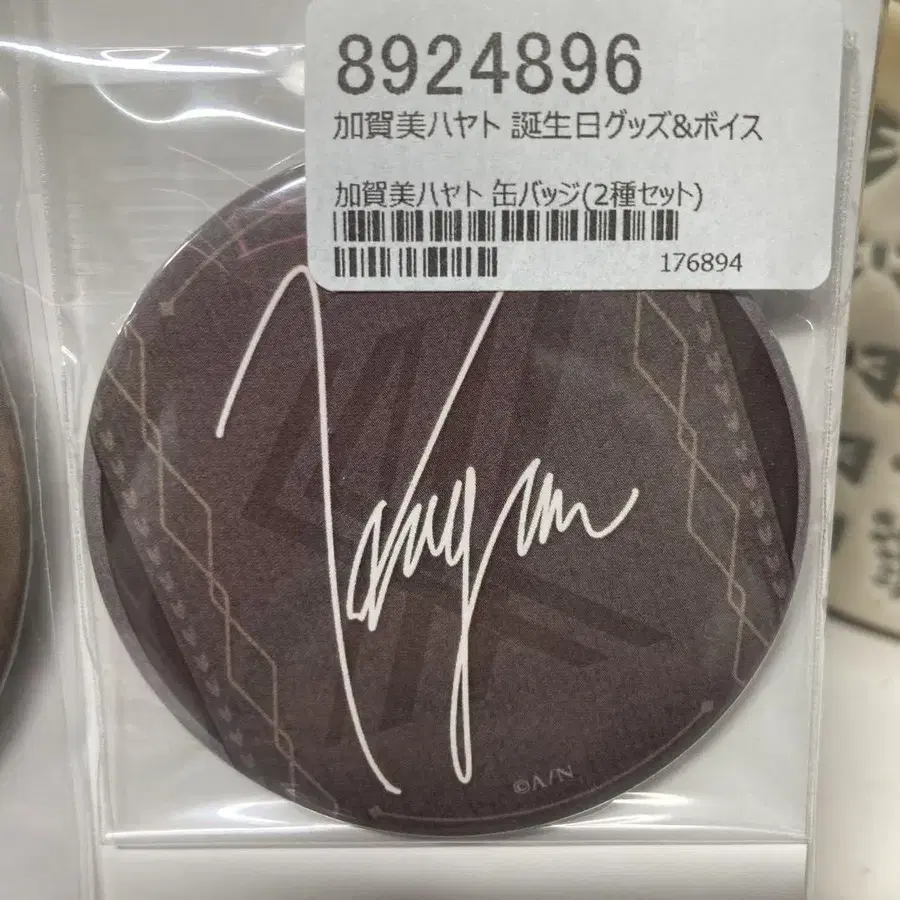 8924896
加賀美ハヤト 誕生日グッズ&ボイス
加賀美ハヤト 缶バッジ(2種セット)
176894
©Λ/N